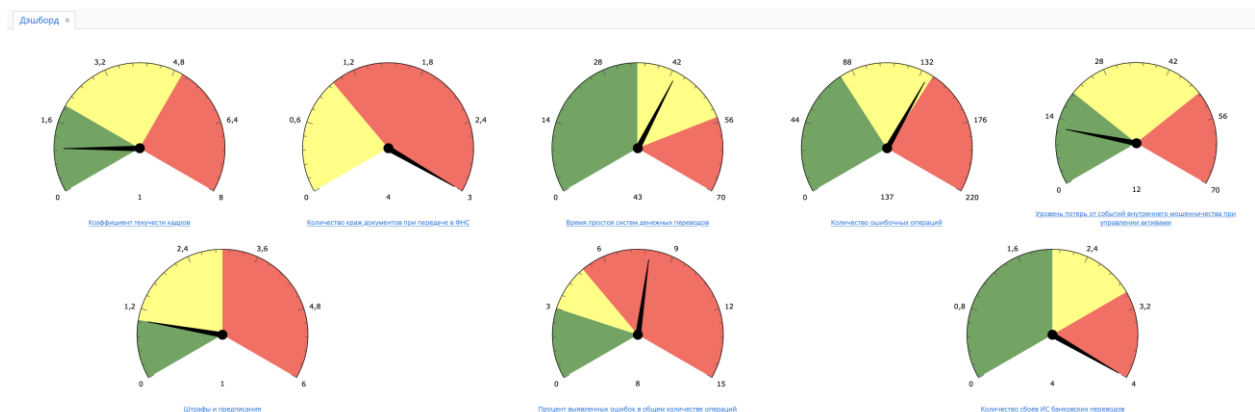 Дэшборд ×
0 1,6 3,2 4,8 6,4 8
1
Коэффициент текучести кадров
0 0,6 1,2 1,8 2,4 3
4
Количество краж документов при передаче в ФНС
0 14 28 42 56 70
43
Время простоя систем денежных переводов
0 44 88 132 176 220
137
Количество ошибочных операций
0 14 28 42 56 70
12
Уровень потерь от событий внутреннего мошенничества при
управлении активами
0 1,2 2,4 3,6 4,8 6
1
Штрафы и предписания
0 3 6 9 12 15
8
Процент выявленных ошибок в общем количестве операций
0 0,8 1,6 2,4 3,2 4
4
Количество сбоев ИС банковских переводов